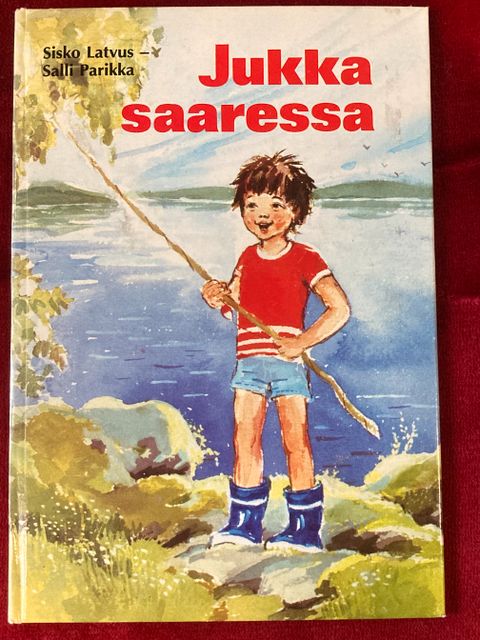 Sisko Latvus –
Salli Parikka
Jukka
saaressa